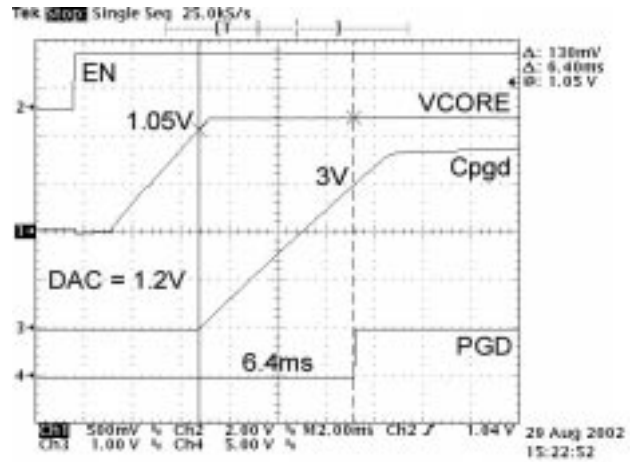 Tek Stop Single Seq 25.0kS/s
Δ: 130mV
Δ: 6.40ms
@: 1.05 V
EN
2
VCORE
1.05V
Cpgd
3V
1
DAC = 1.2V
3
PGD
6.4ms
4
Ch1 500mV Ch2 2.00 V M2.00ms Ch2 1.04 V
Ch3 1.00 V Ch4 5.00 V
29 Aug 2002
15:22:52